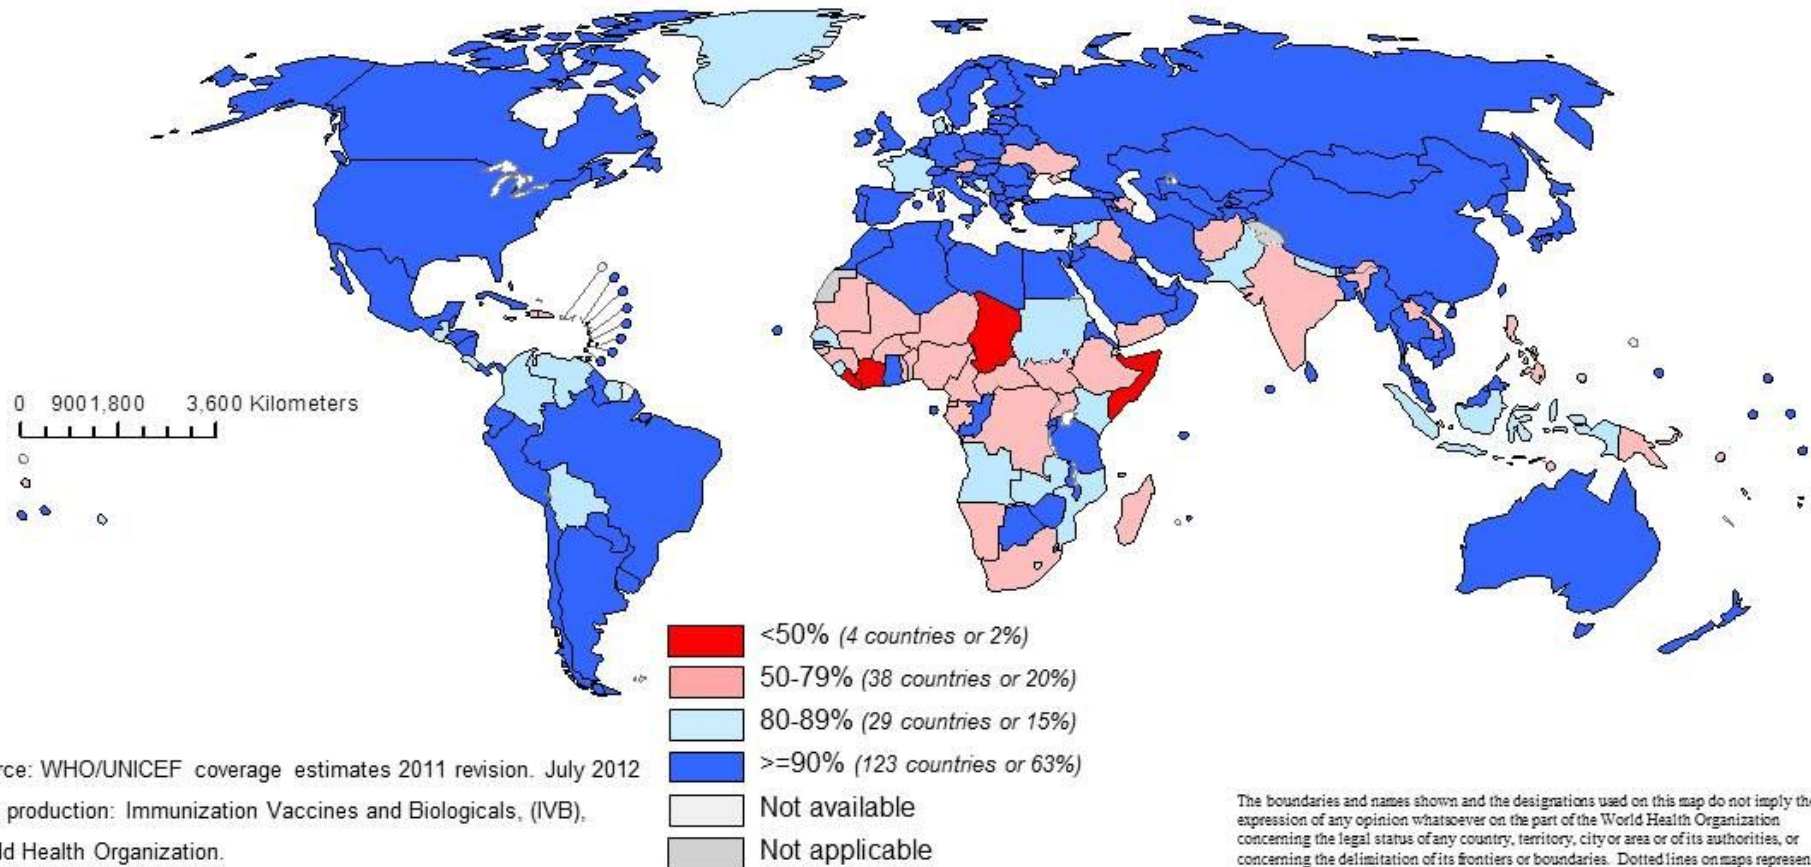 0 9001,800 3,600 Kilometers
<50% (4 countries or 2%)
50-79% (38 countries or 20%)
80-89% (29 countries or 15%)
>=90% (123 countries or 63%)
Not available
Not applicable
rce: WHO/UNICEF coverage estimates 2011 revision. July 2012
production: Immunization Vaccines and Biologicals, (IVB),
ld Health Organization.
The boundaries and names shown and the designations used on this map do not imply the
expression of any opinion whatsoever on the part of the World Health Organization
concerning the legal status of any country, territory, city or area or of its authorities, or
concerning the delimitation of its frontiers or boundaries. Dotted lines on maps represen